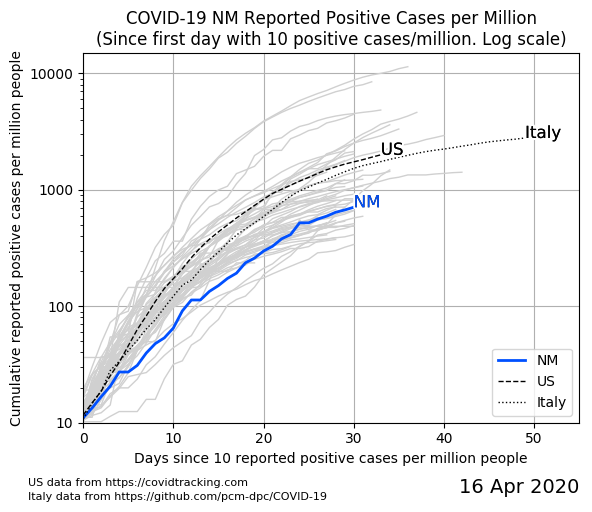 COVID-19 NM Reported Positive Cases per Million
(Since first day with 10 positive cases/million. Log scale)
Cumulative reported positive cases per million people
10000
1000
100
10
US
Italy
NM
NM
US
Italy
0
10
20
30
40
50
Days since 10 reported positive cases per million people
US data from https://covidtracking.com
Italy data from https://github.com/pcm-dpc/COVID-19
16 Apr 2020